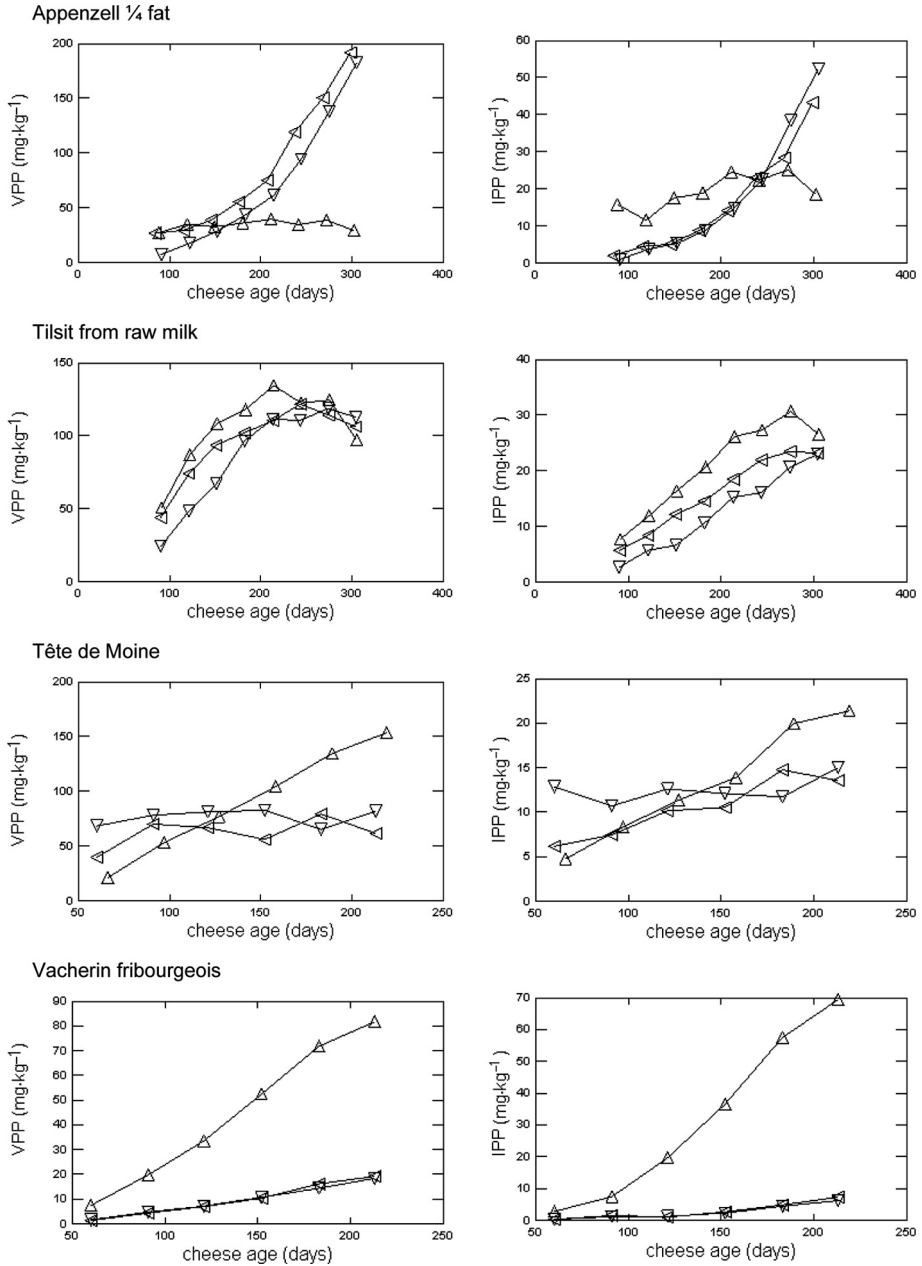 Appenzell ¼ fat
VPP (mg·kg⁻¹)
200
150
100
50
0
0 100 200 300 400
cheese age (days)
IPP (mg·kg⁻¹)
60
50
40
30
20
10
0
0 100 200 300 400
cheese age (days)
Tilsit from raw milk
VPP (mg·kg⁻¹)
150
100
50
0
0 100 200 300 400
cheese age (days)
IPP (mg·kg⁻¹)
40
30
20
10
0
0 100 200 300 400
cheese age (days)
Tête de Moine
VPP (mg·kg⁻¹)
200
150
100
50
0
50 100 150 200 250
cheese age (days)
IPP (mg·kg⁻¹)
25
20
15
10
5
0
50 100 150 200 250
cheese age (days)
Vacherin fribourgeois
VPP (mg·kg⁻¹)
90
80
70
60
50
40
30
20
10
0
50 100 150 200 250
cheese age (days)
IPP (mg·kg⁻¹)
70
60
50
40
30
20
10
0
50 100 150 200 250
cheese age (days)